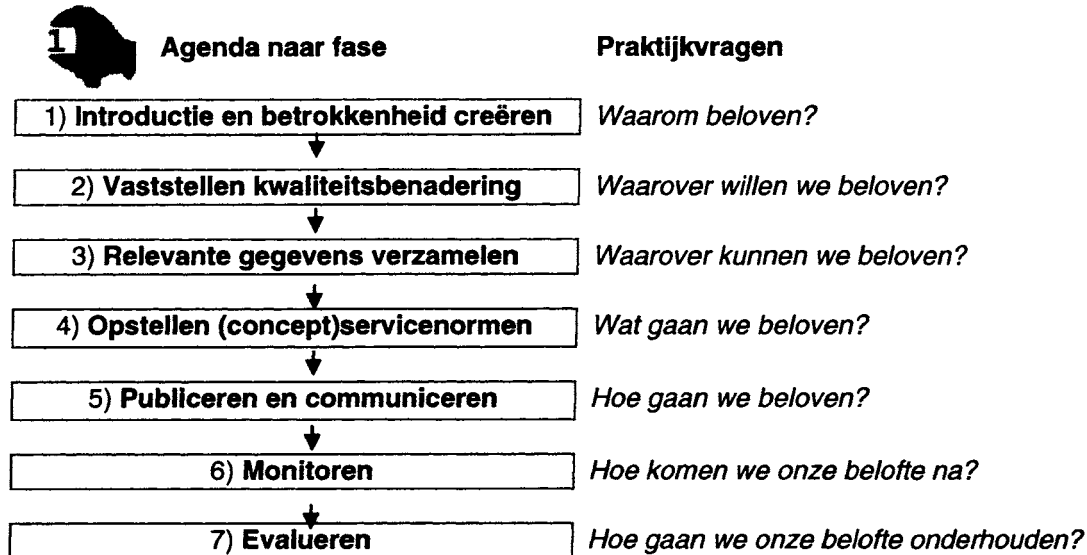 1 Agenda naar fase Praktijkvragen
1) Introductie en betrokkenheid creëren Waarom beloven?
2) Vaststellen kwaliteitsbenadering Waarover willen we beloven?
3) Relevante gegevens verzamelen Waarover kunnen we beloven?
4) Opstellen (concept)servicenormen Wat gaan we beloven?
5) Publiceren en communiceren Hoe gaan we beloven?
6) Monitoren Hoe komen we onze belofte na?
7) Evalueren Hoe gaan we onze belofte onderhouden?